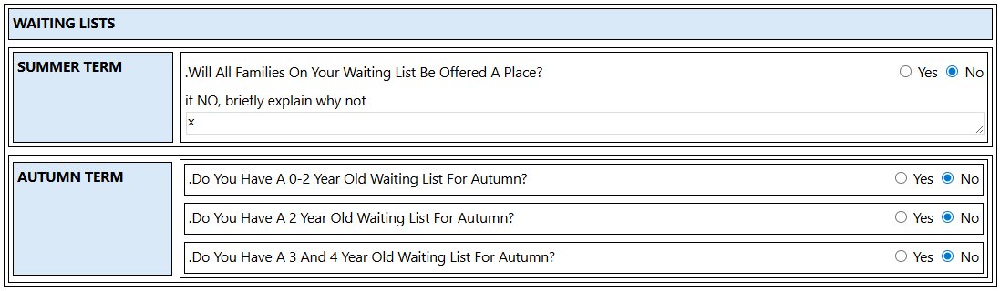 WAITING LISTS
SUMMER TERM
.Will All Families On Your Waiting List Be Offered A Place? Yes No
if NO, briefly explain why not
x
AUTUMN TERM
.Do You Have A 0-2 Year Old Waiting List For Autumn? Yes No
.Do You Have A 2 Year Old Waiting List For Autumn? Yes No
.Do You Have A 3 And 4 Year Old Waiting List For Autumn? Yes No